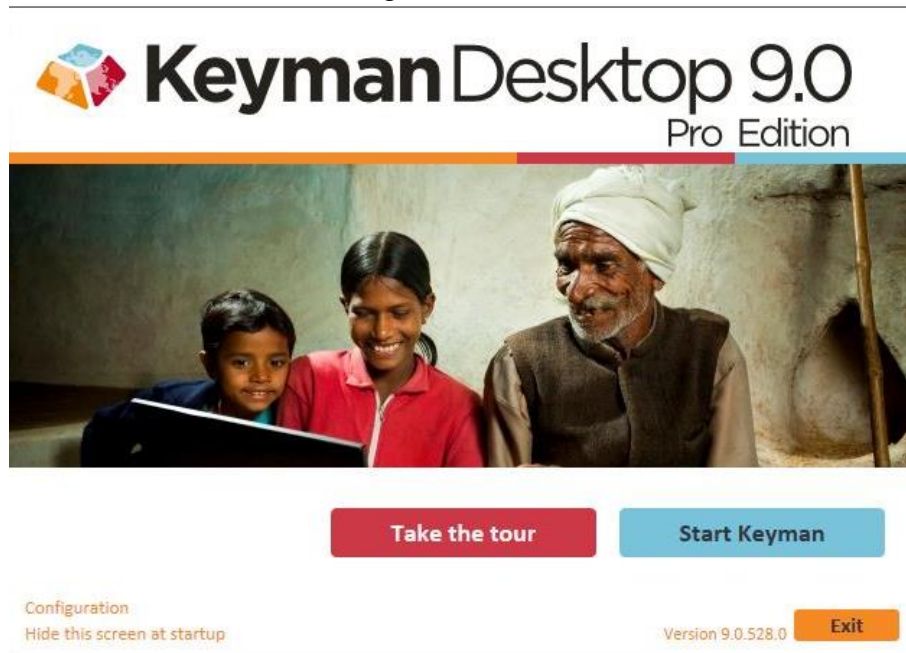 Keyman Desktop 9.0
Pro Edition
Take the tour
Start Keyman
Configuration
Hide this screen at startup
Version 9.0.528.0
Exit